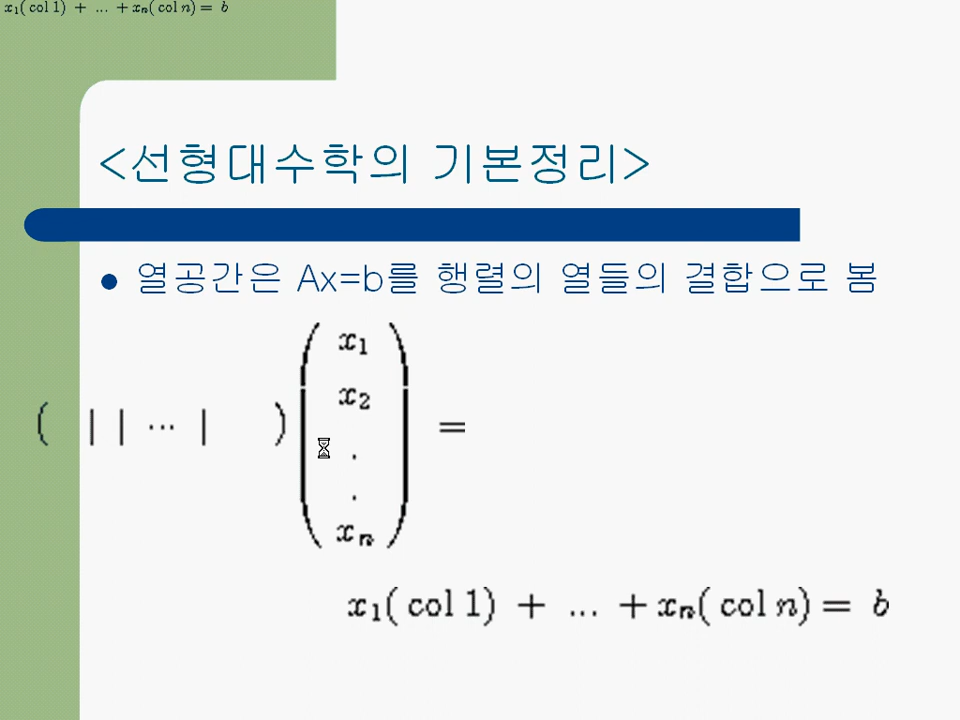 x₁( col 1) + ... + xₙ( col n) = b
<선형대수학의 기본정리>
● 열공간은 Ax=b를 행렬의 열들의 결합으로 봄
( | | ... | ) ( x₁ x₂ . . xₙ ) =
x₁( col 1) + ... + xₙ( col n) = b